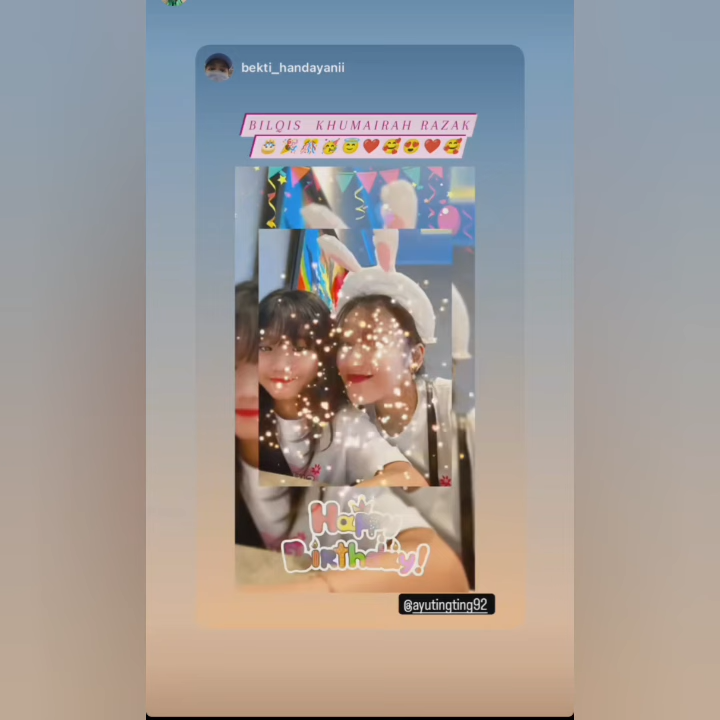 bekti_handayanii
BILQIS KHUMAIRAH RAZAK
Happy
Birthday!
@ayutingting92